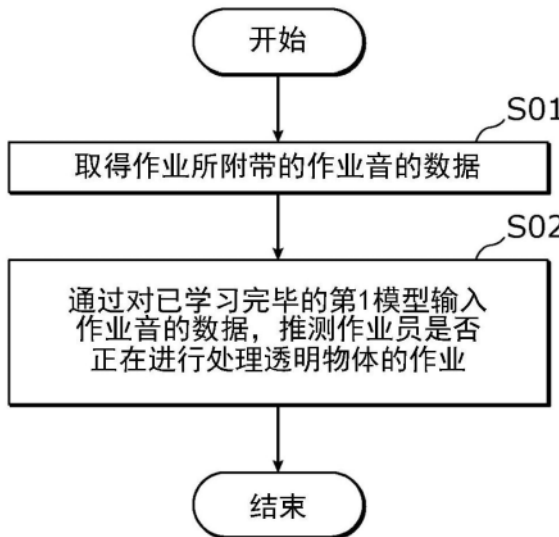 开始
S01
取得作业所附带的作业音的数据
S02
通过对已学习完毕的第1模型输入
作业音的数据，推测作业员是否
正在进行处理透明物体的作业
结束